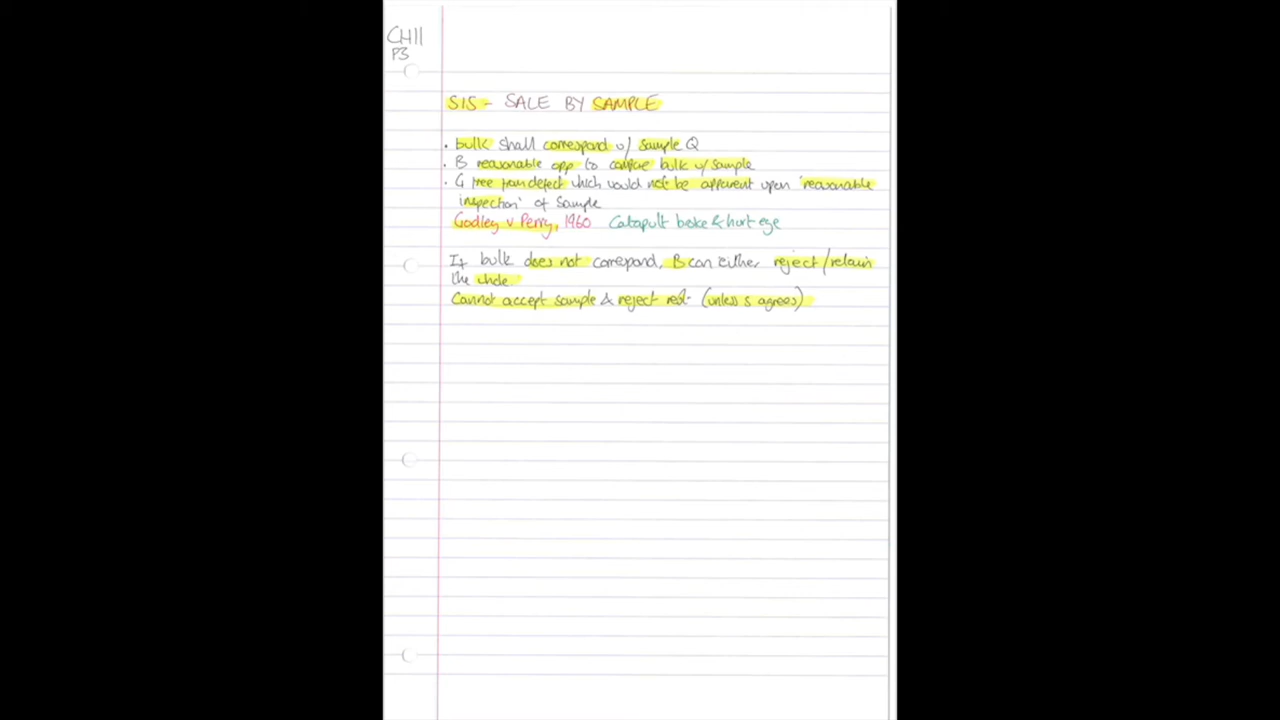 CH11
P3
S15 - SALE BY SAMPLE
• bulk shall correspond w/ sample Q
• B reasonable opp to compare bulk w/ sample
• G free from defect which would not be apparent upon 'reasonable
inspection' of sample
Godley v Perry, 1960 Catapult broke & hurt eye
If bulk does not correspond, B can either reject/retain
the whole
Cannot accept sample & reject rest (unless s agrees)